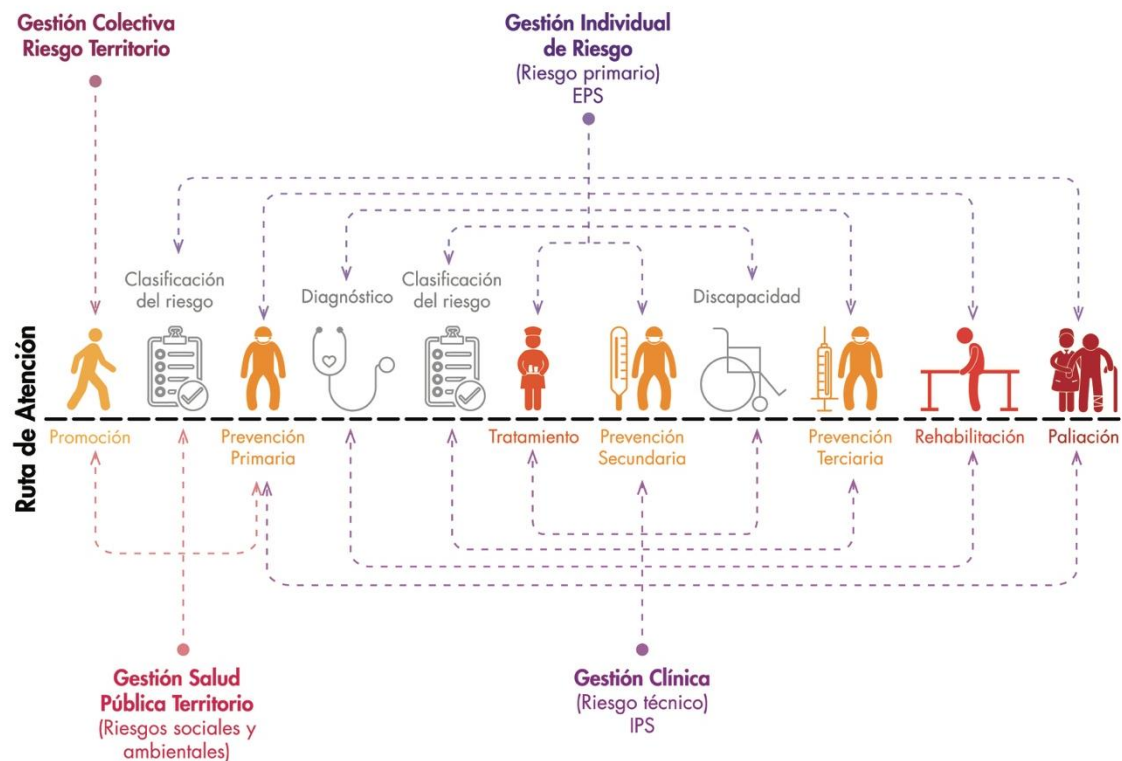 Gestión Colectiva
Riesgo Territorio
Gestión Individual
de Riesgo
(Riesgo primario)
EPS
Clasificación
del riesgo
Diagnóstico
Clasificación
del riesgo
Discapacidad
Ruta de Atención
Promoción
Prevención
Primaria
Tratamiento
Prevención
Secundaria
Prevención
Terciaria
Rehabilitación
Paliación
Gestión Salud
Pública Territorio
(Riesgos sociales y
ambientales)
Gestión Clínica
(Riesgo técnico)
IPS